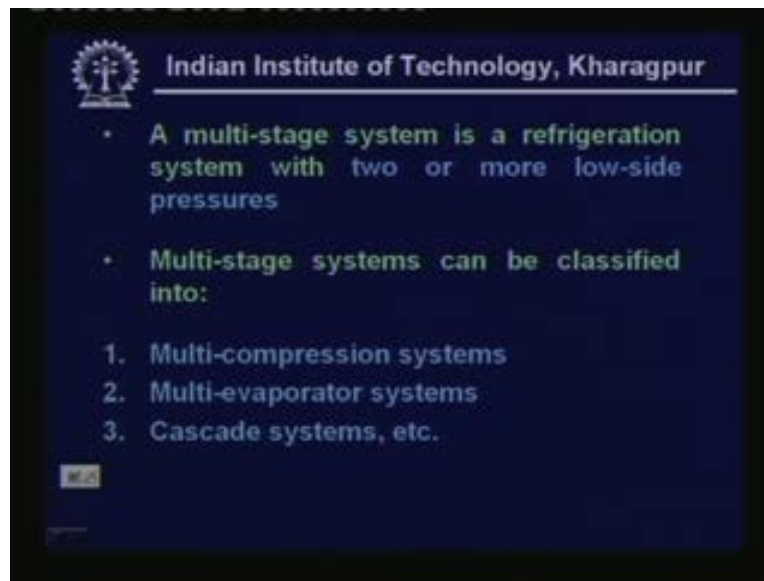 Indian Institute of Technology, Kharagpur
• A multi-stage system is a refrigeration
system with two or more low-side
pressures
• Multi-stage systems can be classified
into:
1. Multi-compression systems
2. Multi-evaporator systems
3. Cascade systems, etc.